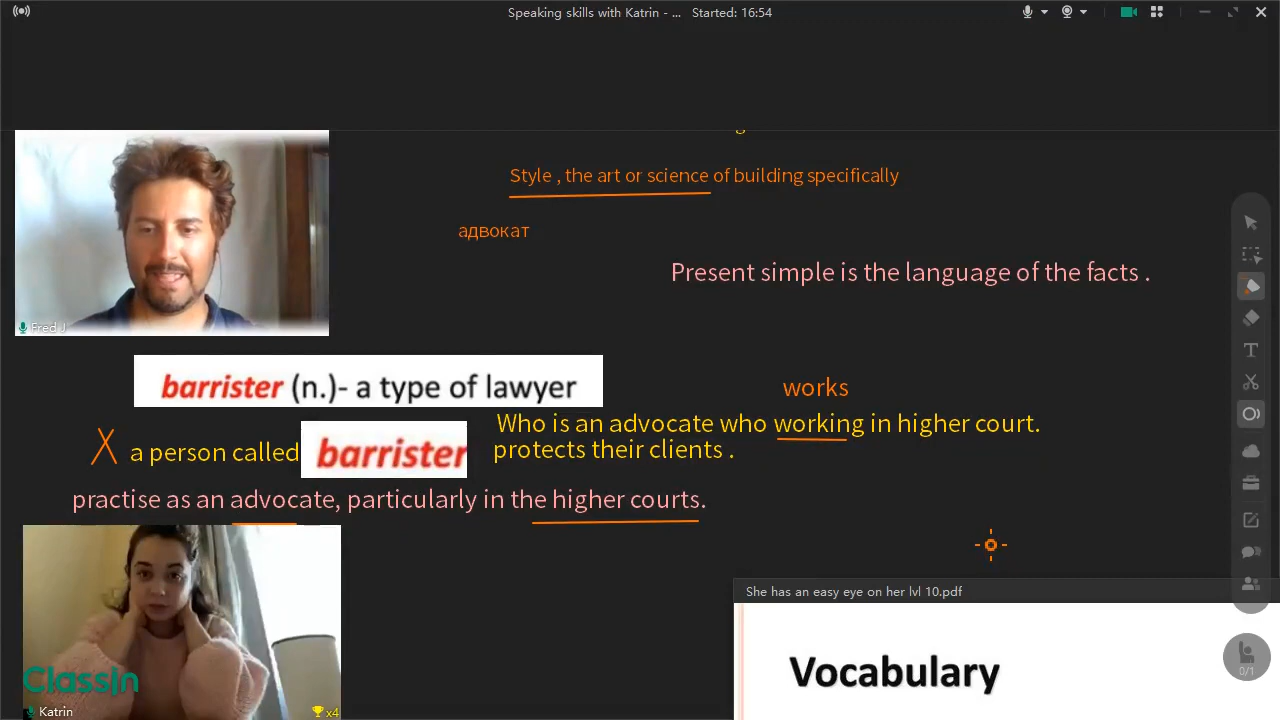 Speaking skills with Katrin - ... Started: 16:54
Style , the art or science of building specifically
адвокат
Present simple is the language of the facts .
Fred J
barrister (n.)- a type of lawyer
works
Who is an advocate who working in higher court.
X a person called barrister protects their clients .
practise as an advocate, particularly in the higher courts.
She has an easy eye on her lvl 10.pdf
Vocabulary
0/1
ClassIn
Katrin x4